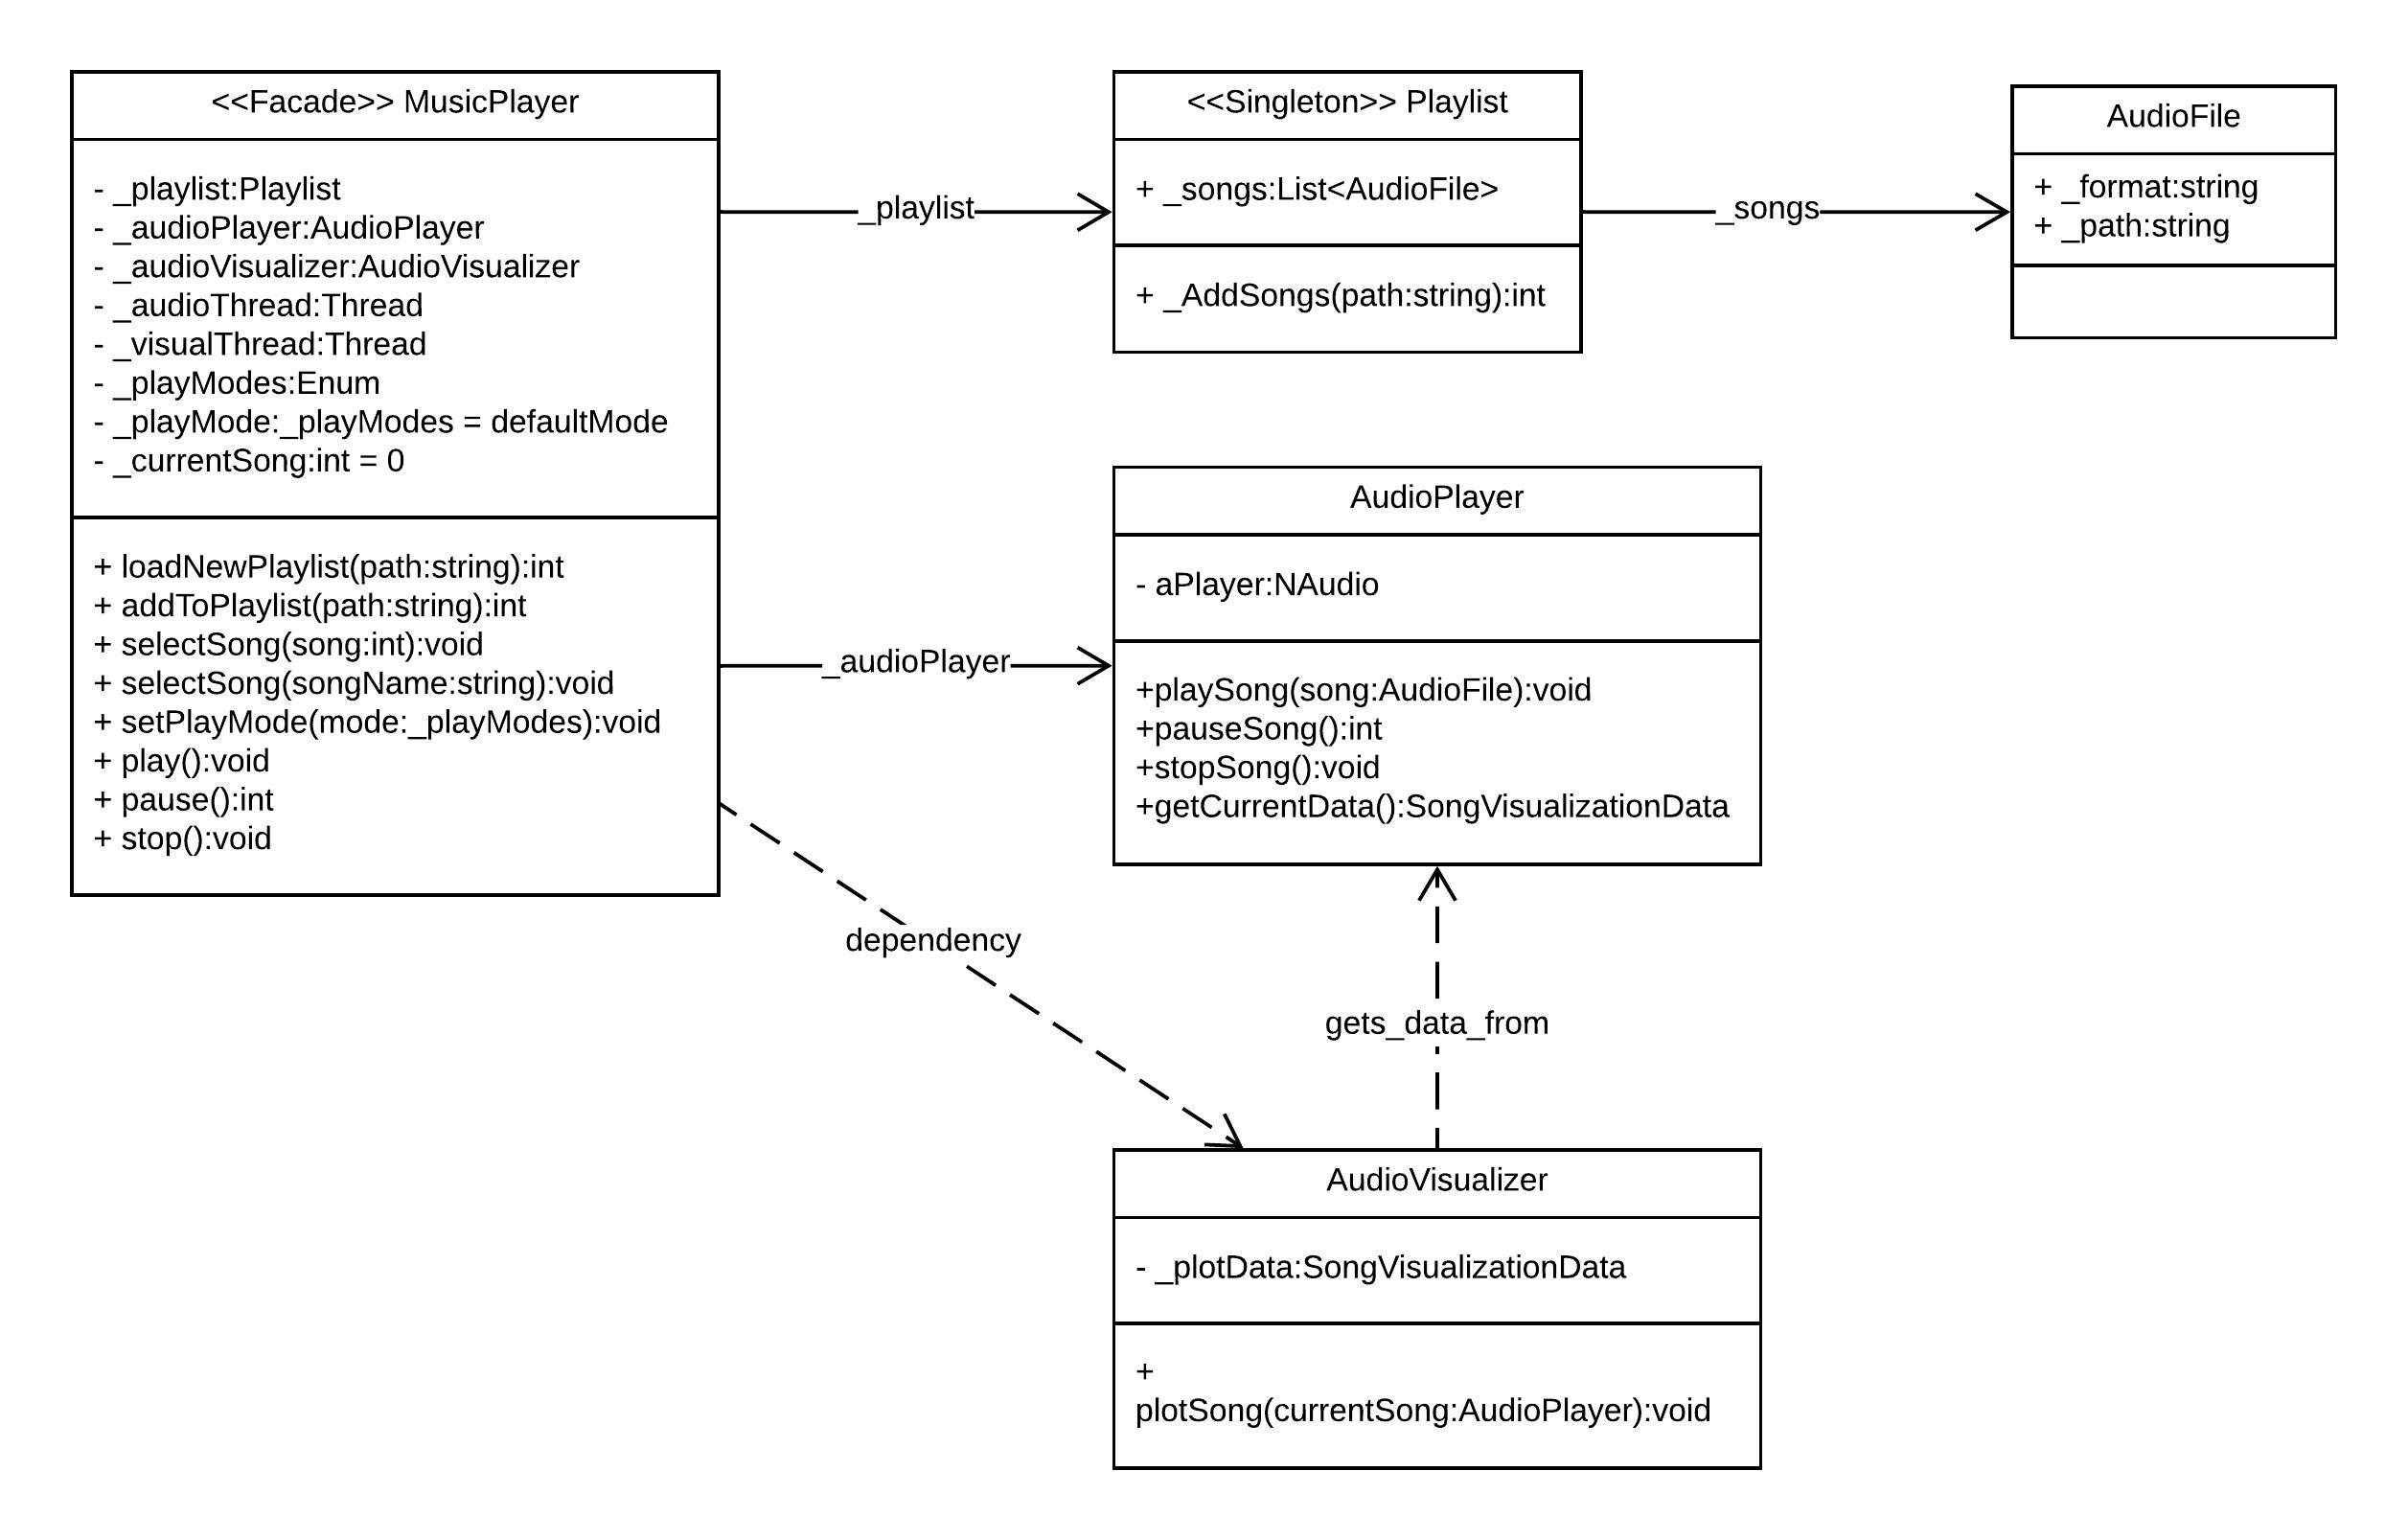 <<Facade>> MusicPlayer
- _playlist:Playlist
- _audioPlayer:AudioPlayer
- _audioVisualizer:AudioVisualizer
- _audioThread:Thread
- _visualThread:Thread
- _playModes:Enum
- _playMode:_playModes = defaultMode
- _currentSong:int = 0
+ loadNewPlaylist(path:string):int
+ addToPlaylist(path:string):int
+ selectSong(song:int):void
+ selectSong(songName:string):void
+ setPlayMode(mode:_playModes):void
+ play():void
+ pause():int
+ stop():void
_playlist
<<Singleton>> Playlist
+ _songs:List<AudioFile>
+ _AddSongs(path:string):int
_songs
AudioFile
+ _format:string
+ _path:string
_audioPlayer
AudioPlayer
- aPlayer:NAudio
+playSong(song:AudioFile):void
+pauseSong():int
+stopSong():void
+getCurrentData():SongVisualizationData
dependency
gets_data_from
AudioVisualizer
- _plotData:SongVisualizationData
+
plotSong(currentSong:AudioPlayer):void